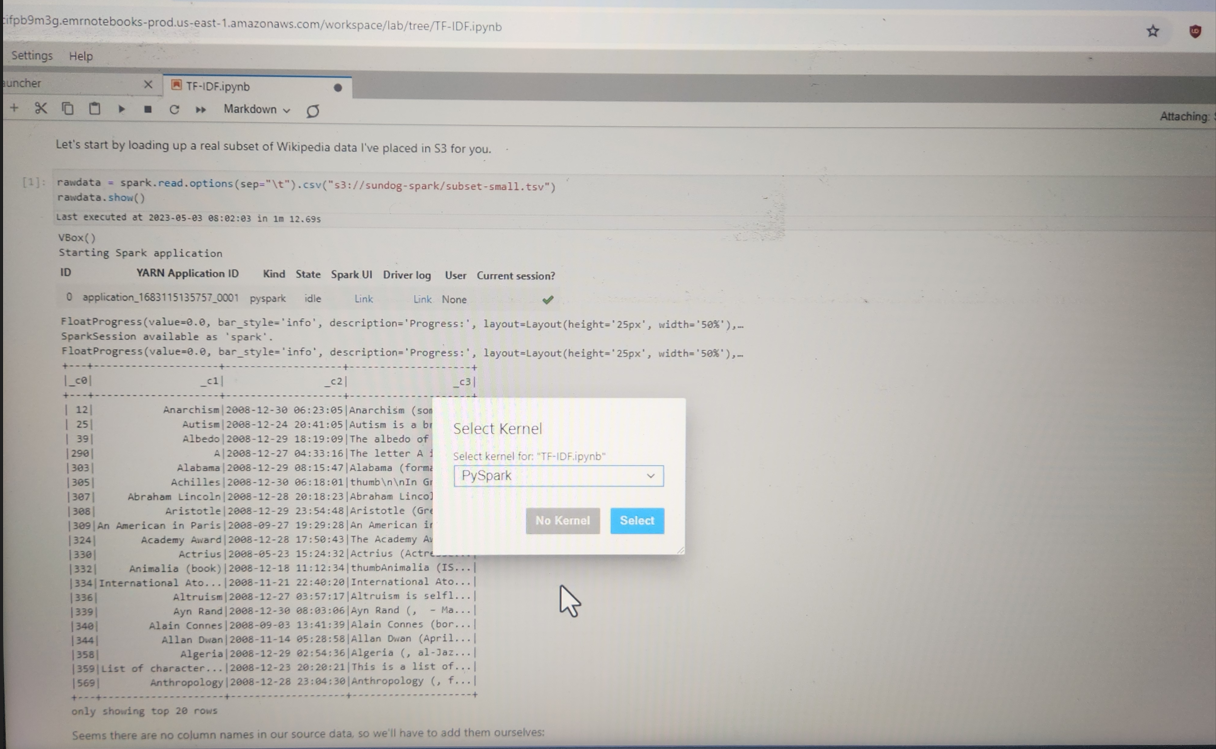 cifpb9m3g.emrnotebooks-prod.us-east-1.amazonaws.com/workspace/lab/tree/TF-IDF.ipynb
Settings Help
auncher TF-IDF.ipynb
Markdown
Attaching:
Let's start by loading up a real subset of Wikipedia data I've placed in S3 for you.
[1]: rawdata = spark.read.options(sep="\t").csv("s3://sundog-spark/subset-small.tsv")
rawdata.show()
Last executed at 2023-05-03 08:02:03 in 1m 12.69s
VBox()
Starting Spark application
ID YARN Application ID Kind State Spark UI Driver log User Current session?
0 application_1683115135757_0001 pyspark idle Link Link None ✔
FloatProgress(value=0.0, bar_style='info', description='Progress:', layout=Layout(height='25px', width='50%'),…
SparkSession available as 'spark'.
FloatProgress(value=0.0, bar_style='info', description='Progress:', layout=Layout(height='25px', width='50%'),…
+---+--------------------+-------------------+--------------------+
|_c0| _c1| _c2| _c3|
+---+--------------------+-------------------+--------------------+
| 12| Anarchism|2008-12-30 06:23:05|Anarchism (som
| 25| Autism|2008-12-24 20:41:05|Autism is a br
| 39| Albedo|2008-12-29 18:19:09|The albedo of
|290| A|2008-12-27 04:33:16|The letter A i
|303| Alabama|2008-12-29 08:15:47|Alabama (forma
|305| Achilles|2008-12-30 06:18:01|thumb\n\nIn Gr
|307| Abraham Lincoln|2008-12-28 20:18:23|Abraham Linco
|308| Aristotle|2008-12-29 23:54:48|Aristotle (Gre
|309|An American in Paris|2008-09-27 19:29:28|An American in
|324| Academy Award|2008-12-28 17:50:43|The Academy Aw
|330| Actrius|2008-05-23 15:24:32|Actrius (Actre...|
|332| Animalia (book)|2008-12-18 11:12:34|thumbAnimalia (IS...|
|334|International Ato...|2008-11-21 22:40:20|International Ato...|
|336| Altruism|2008-12-27 03:57:17|Altruism is selfl...|
|339| Ayn Rand|2008-12-30 08:03:06|Ayn Rand (, - Ma...|
|340| Alain Connes|2008-09-03 13:41:39|Alain Connes (bor...|
|344| Allan Dwan|2008-11-14 05:28:58|Allan Dwan (April...|
|358| Algeria|2008-12-29 02:54:36|Algeria (, al-Jaz...|
|359|List of character...|2008-12-23 20:20:21|This is a list of...|
|569| Anthropology|2008-12-28 23:04:30|Anthropology (, f...|
+---+--------------------+-------------------+--------------------+
only showing top 20 rows
Seems there are no column names in our source data, so we'll have to add them ourselves:
Select Kernel
Select kernel for: "TF-IDF.ipynb"
PySpark
No Kernel Select